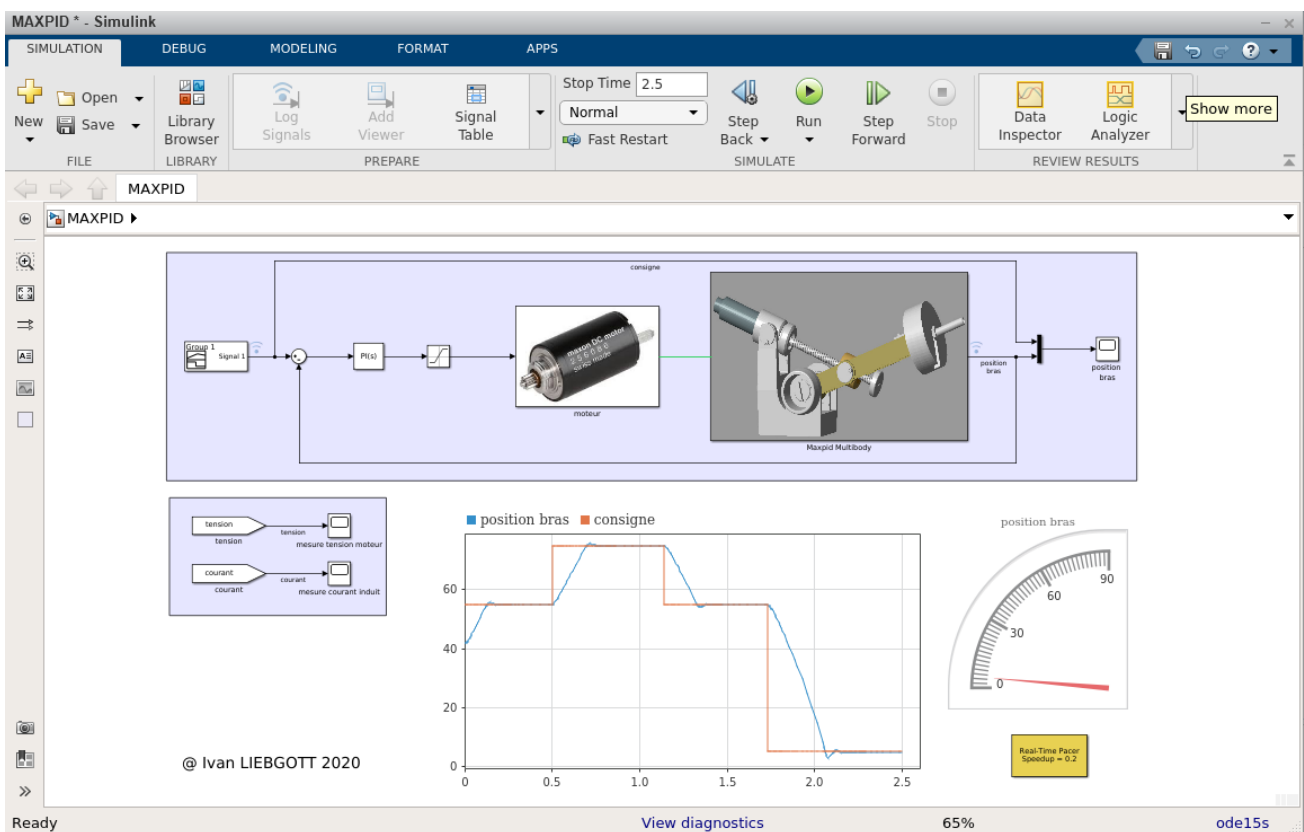 MAXPID * - Simulink
SIMULATION
DEBUG
MODELING
FORMAT
APPS
New
Open
Save
FILE
Library
Browser
LIBRARY
Log
Signals
Add
Viewer
Signal
Table
PREPARE
Stop Time 2.5
Normal
Fast Restart
Step
Back
Run
Step
Forward
Stop
SIMULATE
Data
Inspector
Logic
Analyzer
REVIEW RESULTS
Show more
MAXPID
MAXPID
consigne
Group 1
Signal 1
PI(s)
maxon DC motor
moteur
Maxpid Multibody
position
bras
position
bras
tension
tension
tension
mesure tension moteur
courant
courant
courant
mesure courant induit
position bras
consigne
60
40
20
0
0
0.5
1.0
1.5
2.0
2.5
position bras
0
30
60
90
Real-Time Pacer
Speedup = 0.2
@ Ivan LIEBGOTT 2020
Ready
View diagnostics
65%
ode15s